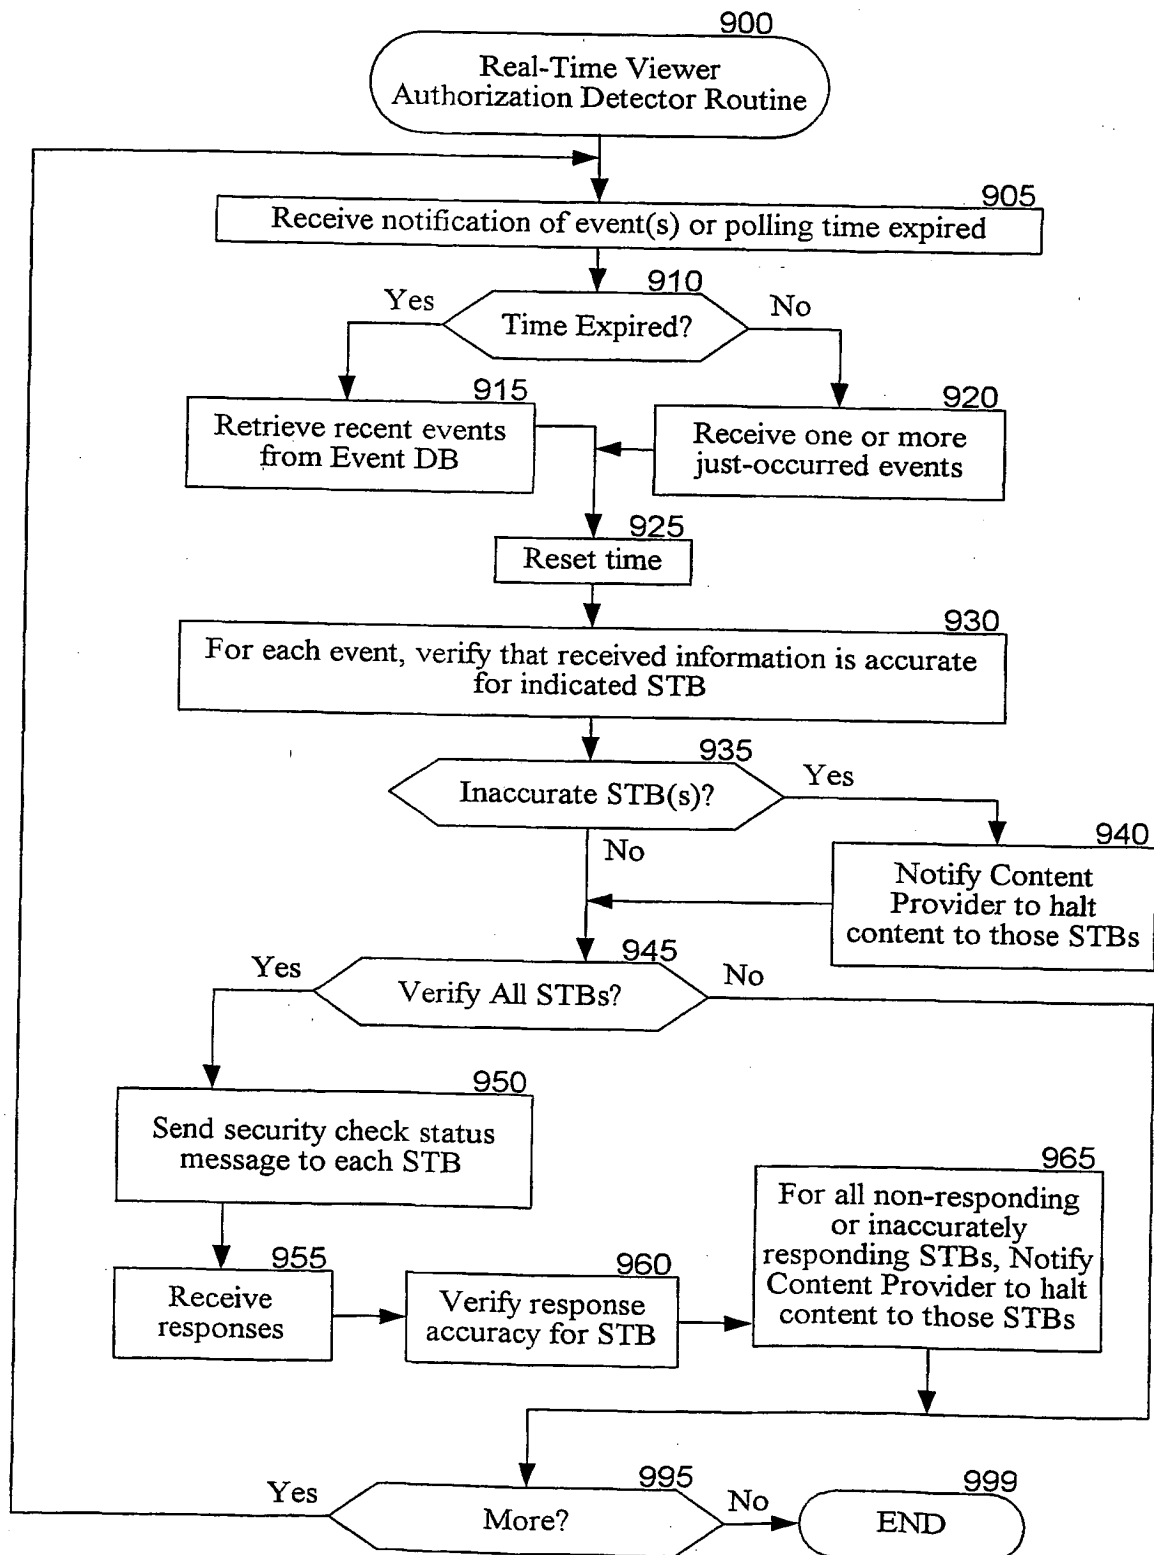 900
Real-Time Viewer
Authorization Detector Routine
905
Receive notification of event(s) or polling time expired
910
Yes
Time Expired?
No
915
Retrieve recent events
from Event DB
920
Receive one or more
just-occurred events
925
Reset time
930
For each event, verify that received information is accurate
for indicated STB
935
Inaccurate STB(s)?
Yes
No
940
Notify Content
Provider to halt
content to those STBs
945
Yes
Verify All STBs?
No
950
Send security check status
message to each STB
955
Receive
responses
960
Verify response
accuracy for STB
965
For all non-responding
or inaccurately
responding STBs, Notify
Content Provider to halt
content to those STBs
995
Yes
More?
No
999
END